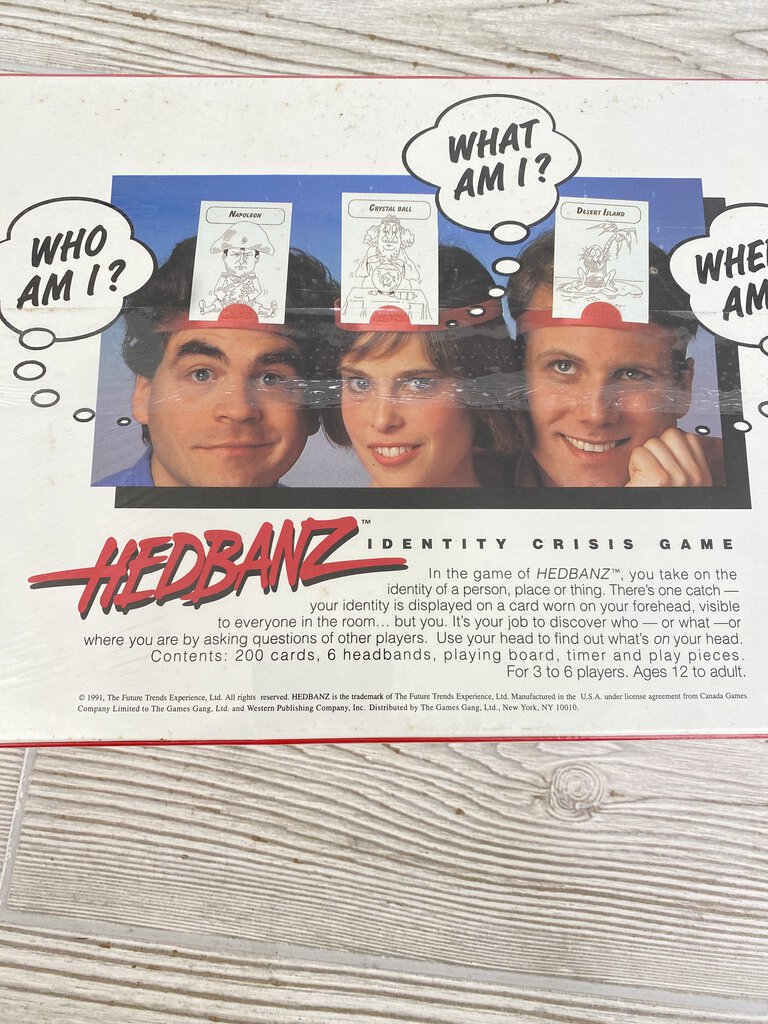 WHAT
AM I?
WHO
AM I?
NAPOLEON
CRYSTAL BALL
DESERT ISLAND
WHE
AM
HEDBANZ™ IDENTITY CRISIS GAME
In the game of HEDBANZ™, you take on the
identity of a person, place or thing. There's one catch —
your identity is displayed on a card worn on your forehead, visible
to everyone in the room... but you. It's your job to discover who — or what —or
where you are by asking questions of other players. Use your head to find out what's on your head.
Contents: 200 cards, 6 headbands, playing board, timer and play pieces.
For 3 to 6 players. Ages 12 to adult.
© 1991, The Future Trends Experience, Ltd. All rights reserved. HEDBANZ is the trademark of The Future Trends Experience, Ltd. Manufactured in the U.S.A. under license agreement from Canada Games
Company Limited to The Games Gang, Ltd. and Western Publishing Company, Inc. Distributed by The Games Gang, Ltd., New York, NY 10010.